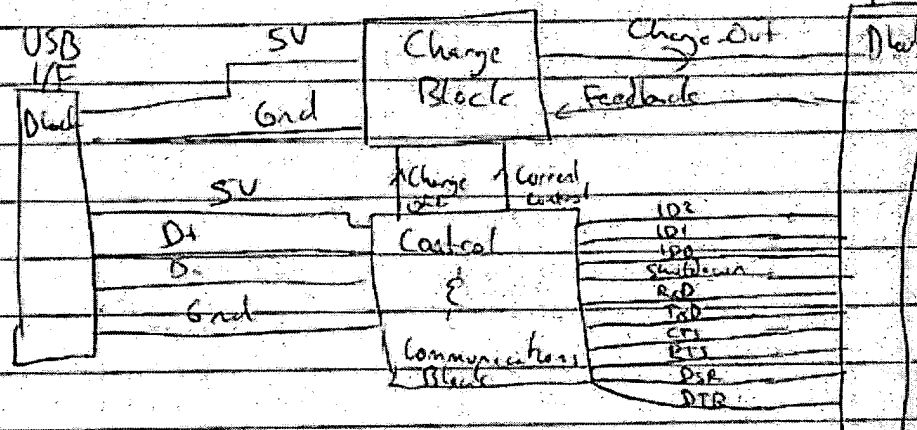 USB
I/F
Block
5V
Gnd
Charge
Block
Charge Out
Feedback
Charge
Current
Control
5V
D+
D-
Gnd
Control
&
Communications
Block
ID2
ID1
ID0
Shutdown
RxD
TxD
CTS
RTS
DSR
DTR